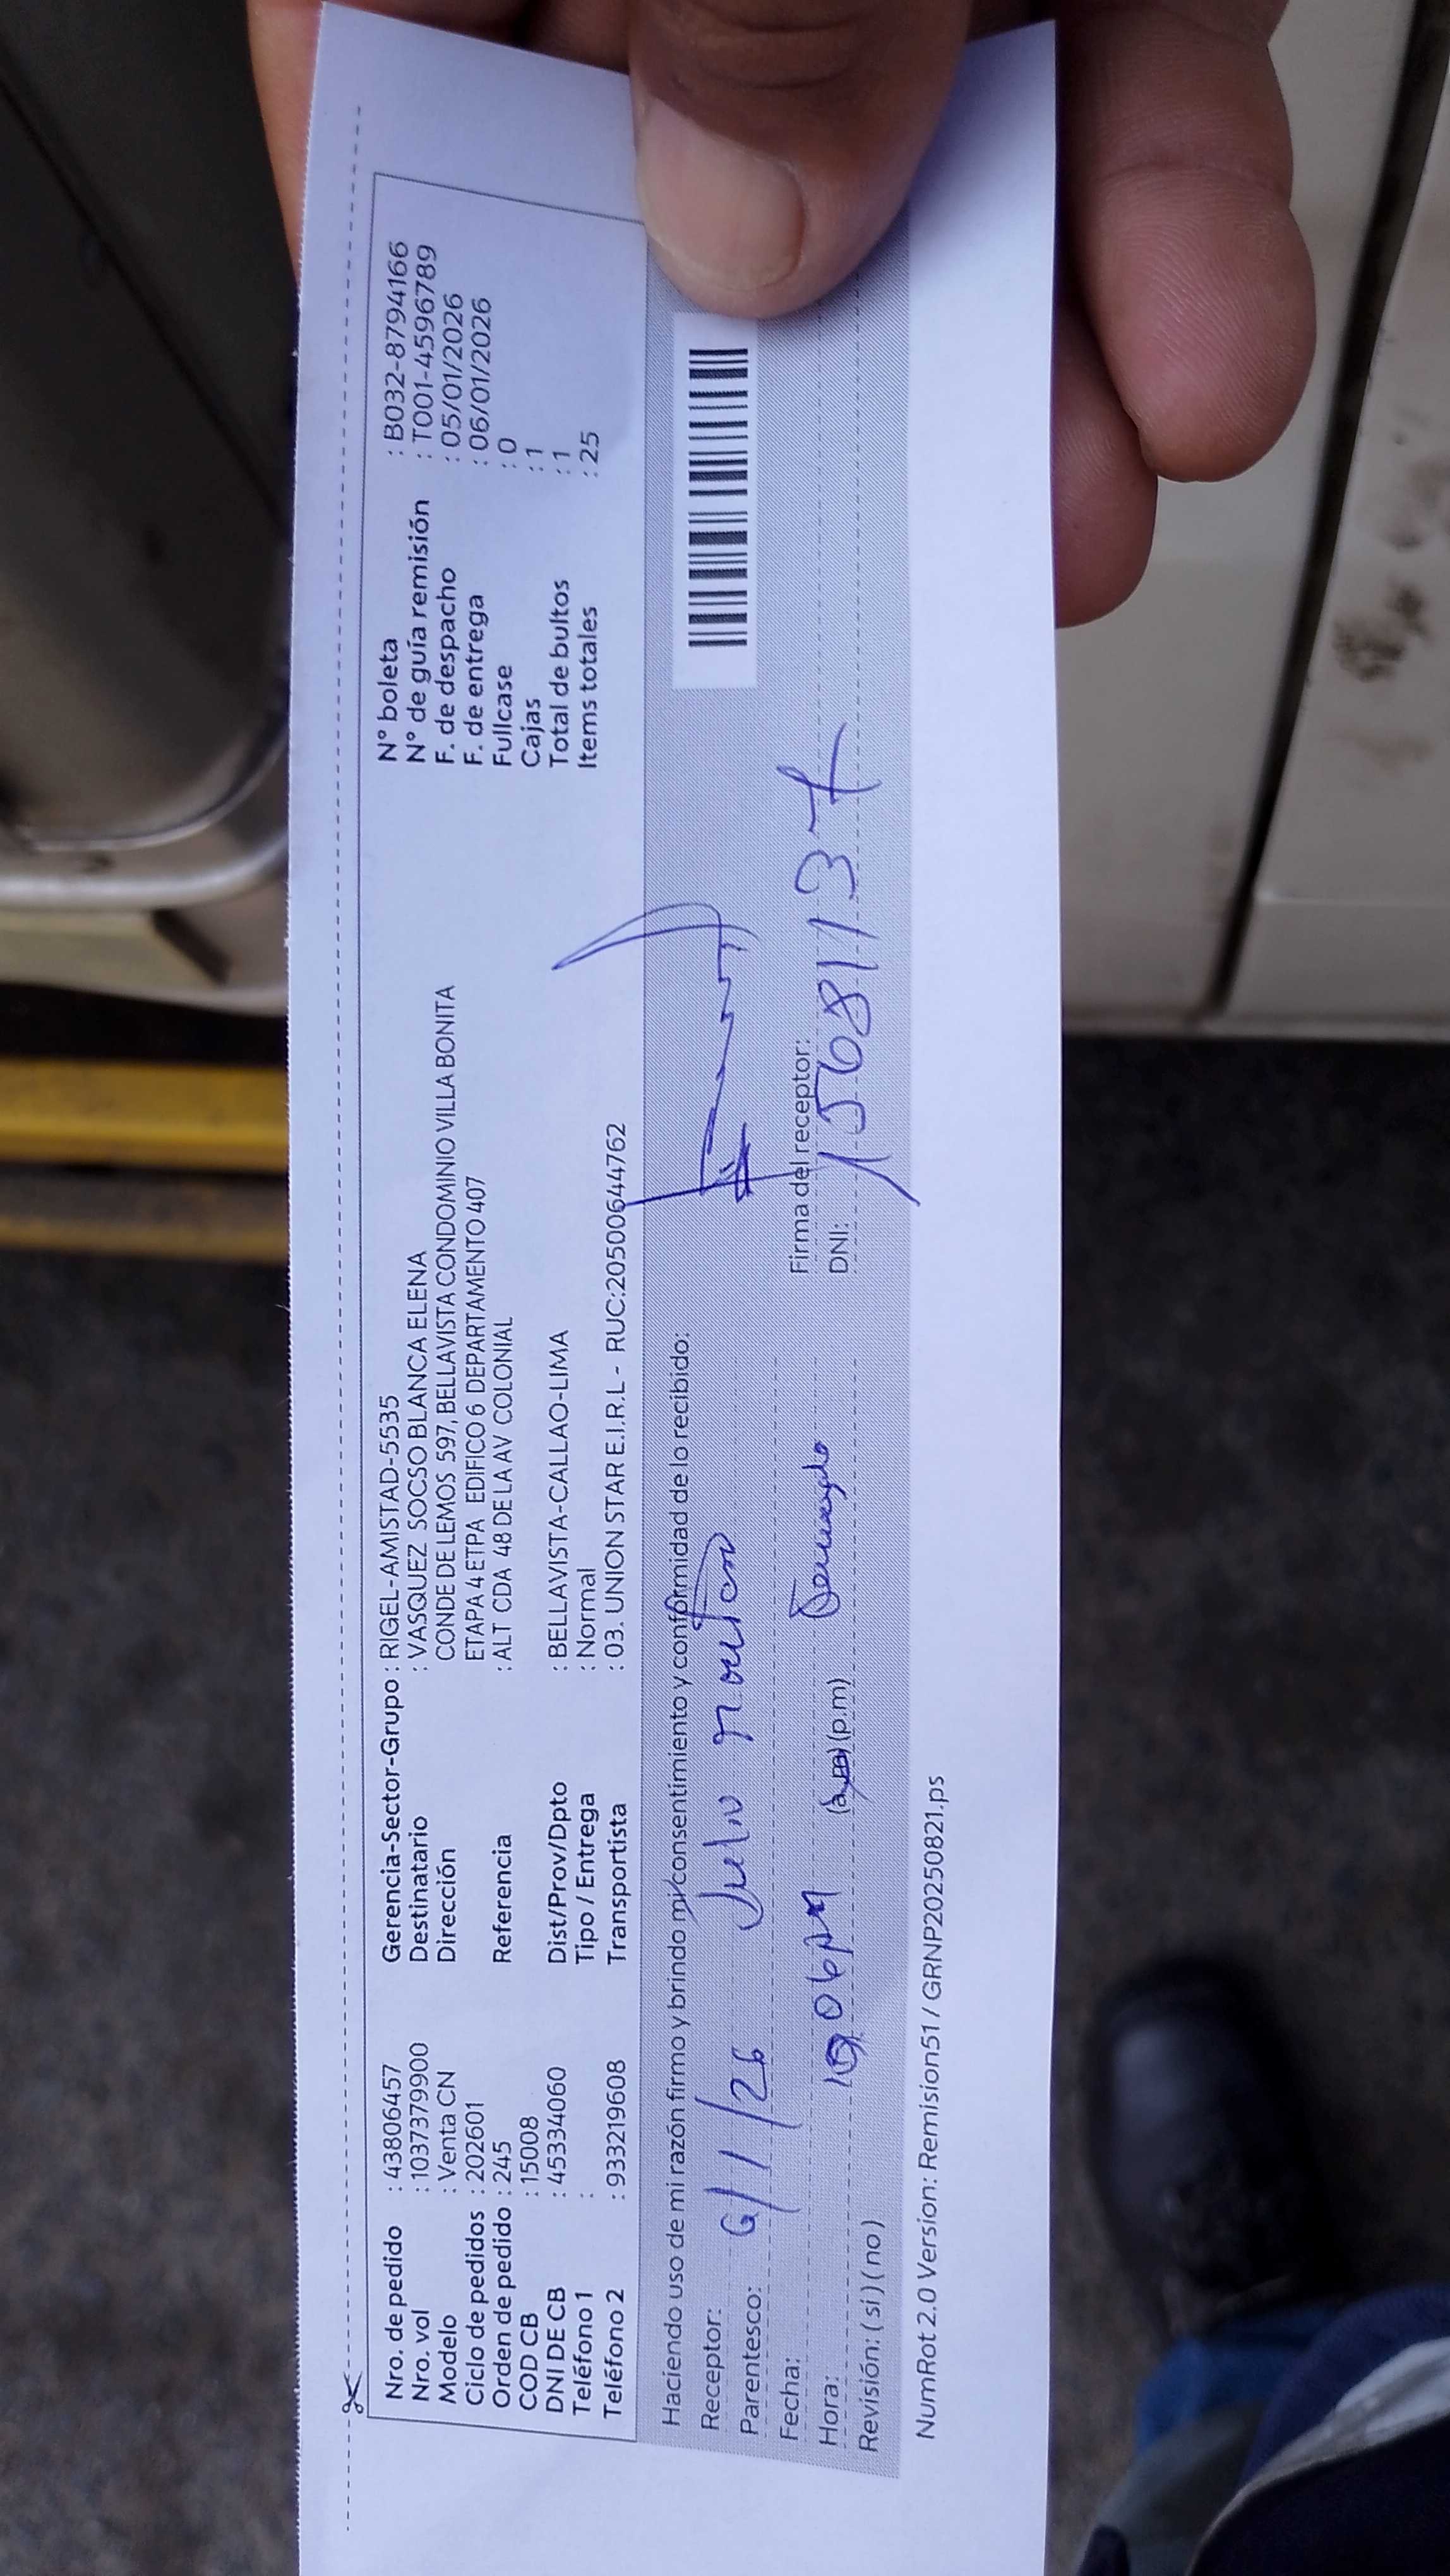 Nro. de pedido : 43806457
Nro. vol : 1037379900
Modelo : Venta CN
Ciclo de pedidos : 202601
Orden de pedido : 245
COD CB : 15008
DNI DE CB : 45334060
Teléfono 1 :
Teléfono 2 : 933219608
Gerencia-Sector-Grupo : RIGEL-AMISTAD-5535
Destinatario : VASQUEZ SOCSO BLANCA ELENA
Dirección CONDE DE LEMOS 597, BELLAVISTA CONDOMINIO VILLA BONITA
ETAPA 4 ETPA EDIFICO 6 DEPARTAMENTO 407
Referencia : ALT CDA 48 DE LA AV COLONIAL
Dist/Prov/Dpto : BELLAVISTA-CALLAO-LIMA
Tipo / Entrega : Normal
Transportista : 03. UNION STAR E.I.R.L - RUC:20500644762
N° boleta : B032-8794166
N° de guía remisión : T001-4596789
F. de despacho : 05/01/2026
F. de entrega : 06/01/2026
Fullcase : 0
Cajas : 1
Total de bultos : 1
Items totales : 25
Haciendo uso de mi razón firmo y brindo mi consentimiento y conformidad de lo recibido:
Receptor: Julio
Parentesco:
Fecha: 6/1/26
Hora: (a.m) (p.m)
Revisión: ( si ) ( no )
Firma del receptor:
DNI: 15681137
NumRot 2.0 Version: Remision51 / GRNP20250821.ps